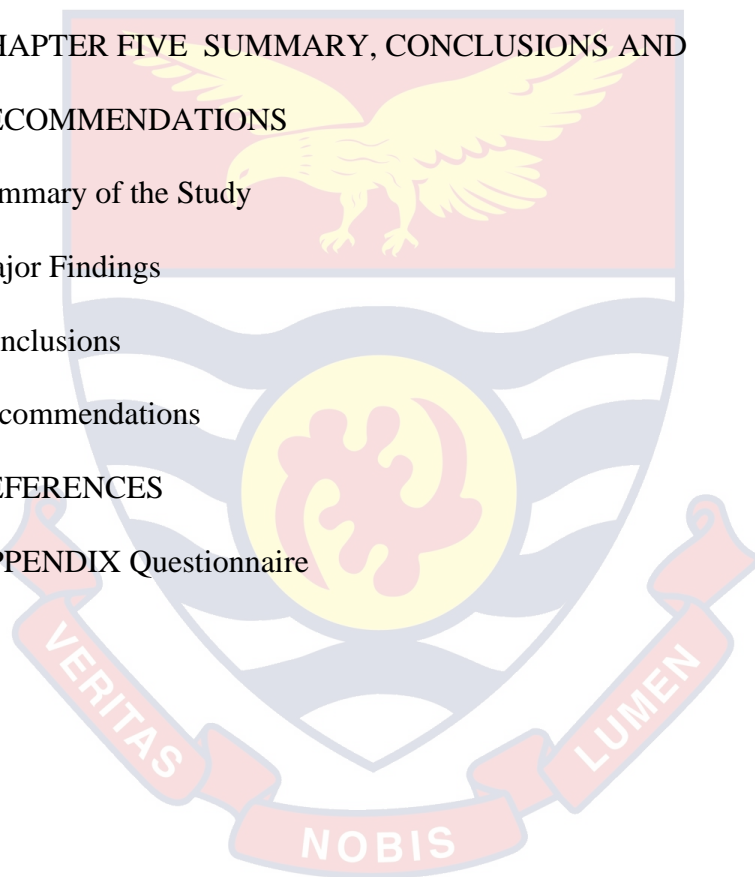 HAPTER FIVE SUMMARY, CONCLUSIONS AND
ECOMMENDATIONS
mmary of the Study
ajor Findings
nclusions
commendations
EFERENCES
PPENDIX Questionnaire
VERITAS
NOBIS
LUMEN